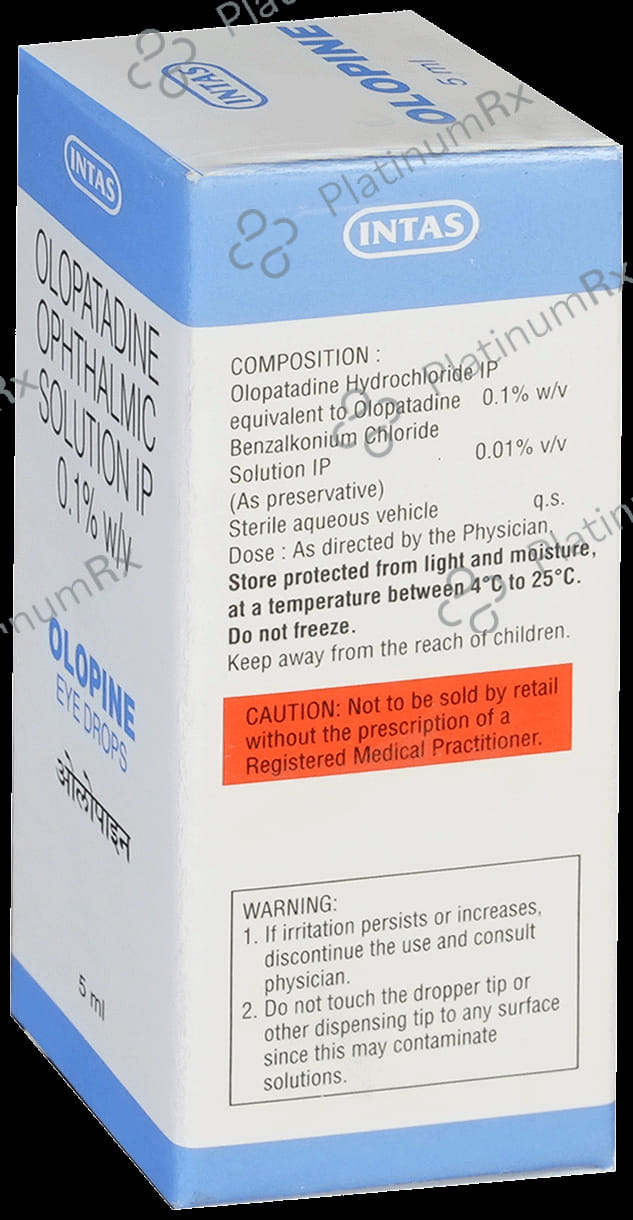 INTAS
OLOPINE
5 ml
INTAS
OLOPATADINE
OPHTHALMIC
SOLUTION IP
0.1% w/v
OLOPINE
EYE DROPS
ओलोपाइन
5 ml
INTAS
COMPOSITION :
Olopatadine Hydrochloride IP
equivalent to Olopatadine 0.1% w/v
Benzalkonium Chloride
Solution IP 0.01% v/v
(As preservative)
Sterile aqueous vehicle q.s.
Dose : As directed by the Physician.
Store protected from light and moisture,
at a temperature between 4°C to 25°C.
Do not freeze.
Keep away from the reach of children.
CAUTION: Not to be sold by retail
without the prescription of a
Registered Medical Practitioner.
WARNING:
1. If irritation persists or increases,
discontinue the use and consult
physician.
2. Do not touch the dropper tip or
other dispensing tip to any surface
since this may contaminate
solutions.
PlatinumRx
PlatinumRx